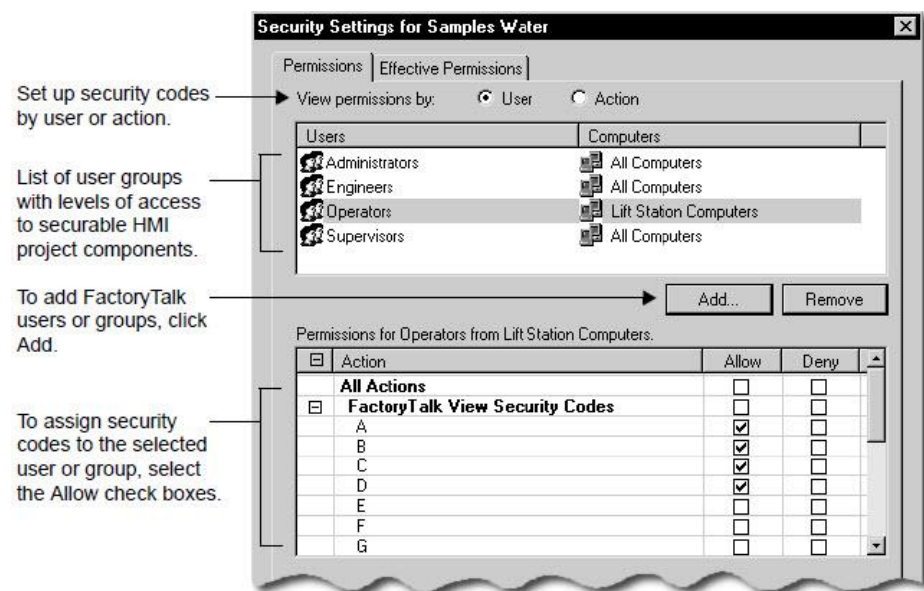 Security Settings for Samples Water
Permissions
Effective Permissions
Set up security codes
by user or action.
View permissions by:
User
Action
Users
Computers
Administrators
All Computers
Engineers
All Computers
Operators
Lift Station Computers
Supervisors
All Computers
List of user groups
with levels of access
to securable HMI
project components.
To add FactoryTalk
users or groups, click
Add.
Add...
Remove
Permissions for Operators from Lift Station Computers.
Action
Allow
Deny
All Actions
FactoryTalk View Security Codes
A
B
C
D
E
F
G
To assign security
codes to the selected
user or group, select
the Allow check boxes.